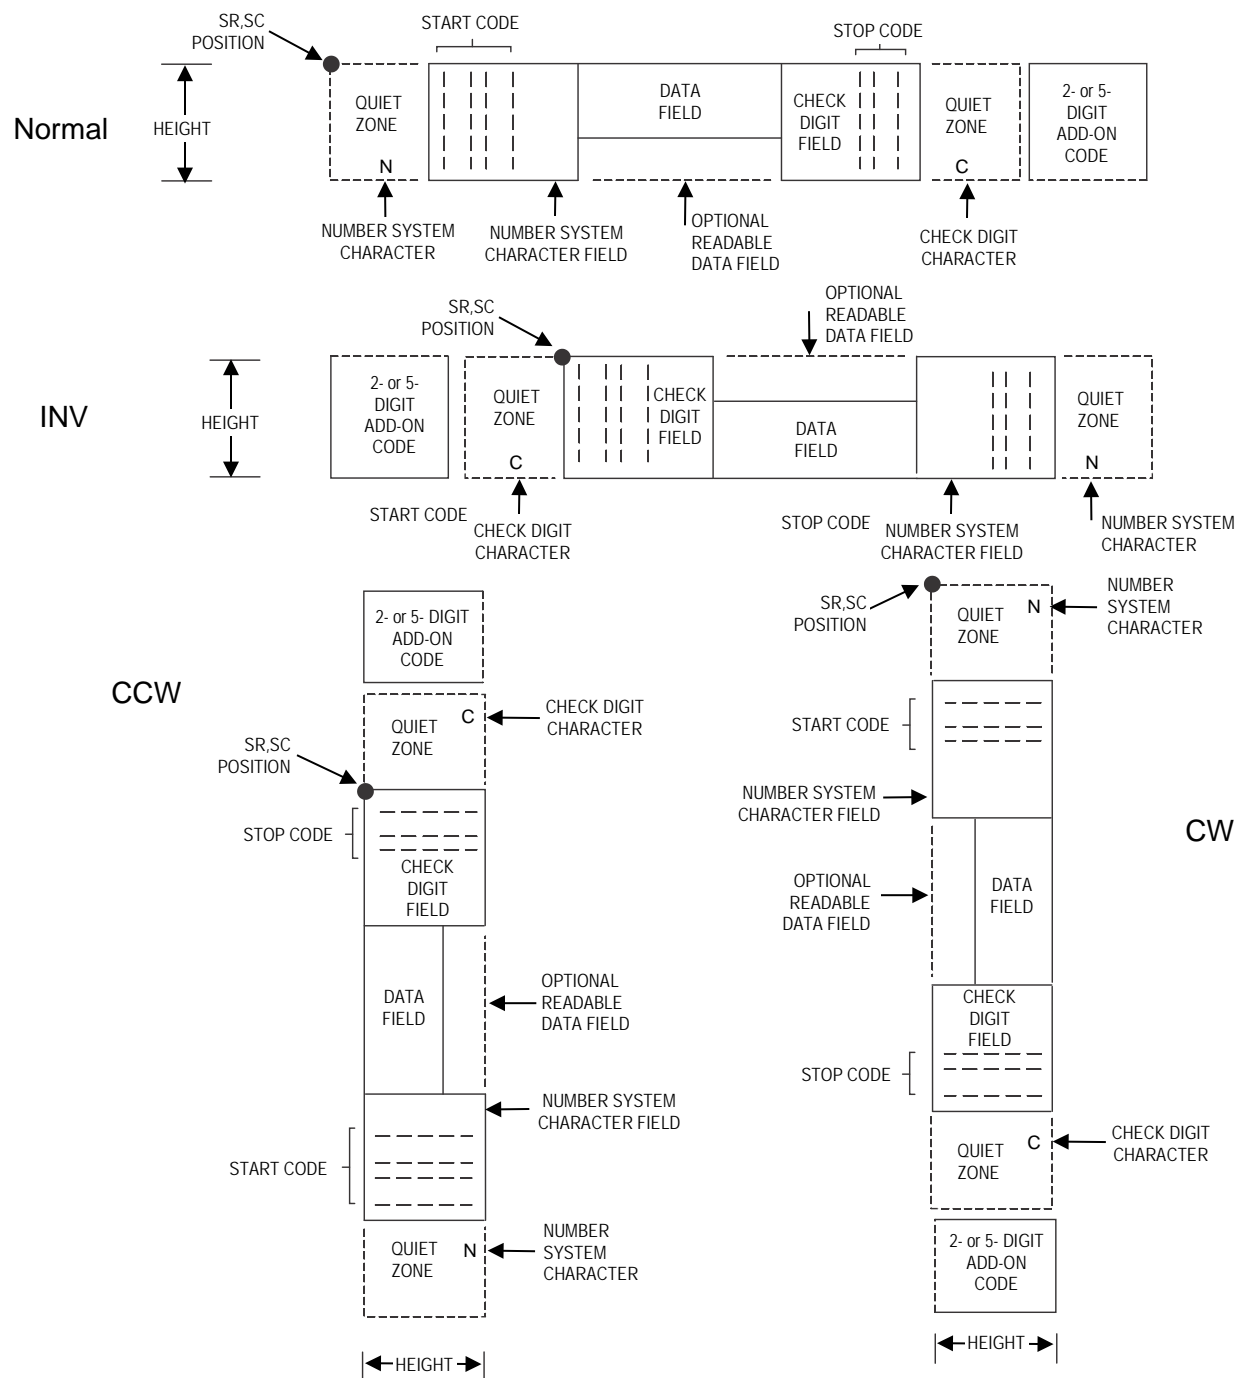 SR,SC
POSITION
START CODE
STOP CODE
Normal
HEIGHT
QUIET
ZONE
N
DATA
FIELD
CHECK
DIGIT
FIELD
QUIET
ZONE
C
2- or 5-
DIGIT
ADD-ON
CODE
NUMBER SYSTEM
CHARACTER
NUMBER SYSTEM
CHARACTER FIELD
OPTIONAL
READABLE
DATA FIELD
CHECK DIGIT
CHARACTER
SR,SC
POSITION
OPTIONAL
READABLE
DATA FIELD
INV
HEIGHT
2- or 5-
DIGIT
ADD-ON
CODE
QUIET
ZONE
C
CHECK
DIGIT
FIELD
DATA
FIELD
QUIET
ZONE
N
START CODE
CHECK DIGIT
CHARACTER
STOP CODE
NUMBER SYSTEM
CHARACTER FIELD
NUMBER SYSTEM
CHARACTER
CCW
2- or 5- DIGIT
ADD-ON
CODE
QUIET
ZONE
C
CHECK DIGIT
CHARACTER
SR,SC
POSITION
STOP CODE
CHECK
DIGIT
FIELD
DATA
FIELD
OPTIONAL
READABLE
DATA FIELD
NUMBER SYSTEM
CHARACTER FIELD
START CODE
QUIET
ZONE
N
NUMBER
SYSTEM
CHARACTER
HEIGHT
SR,SC
POSITION
QUIET
ZONE
N
NUMBER
SYSTEM
CHARACTER
START CODE
NUMBER SYSTEM
CHARACTER FIELD
CW
OPTIONAL
READABLE
DATA FIELD
DATA
FIELD
CHECK
DIGIT
FIELD
STOP CODE
QUIET
ZONE
C
CHECK DIGIT
CHARACTER
2- or 5- DIGIT
ADD-ON
CODE
HEIGHT